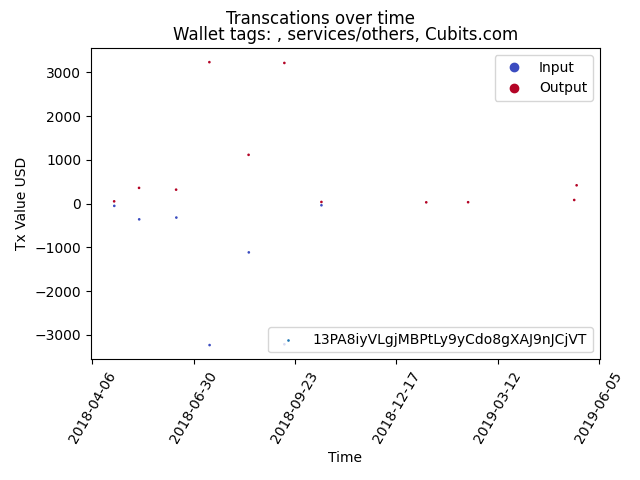 Transcations over time
Wallet tags: , services/others, Cubits.com
Input
Output
3000
2000
1000
0
−1000
−2000
−3000
Tx Value USD
13PA8iyVLgjMBPtLy9yCdo8gXAJ9nJCjVT
2018-04-06
2018-06-30
2018-09-23
2018-12-17
2019-03-12
2019-06-05
Time